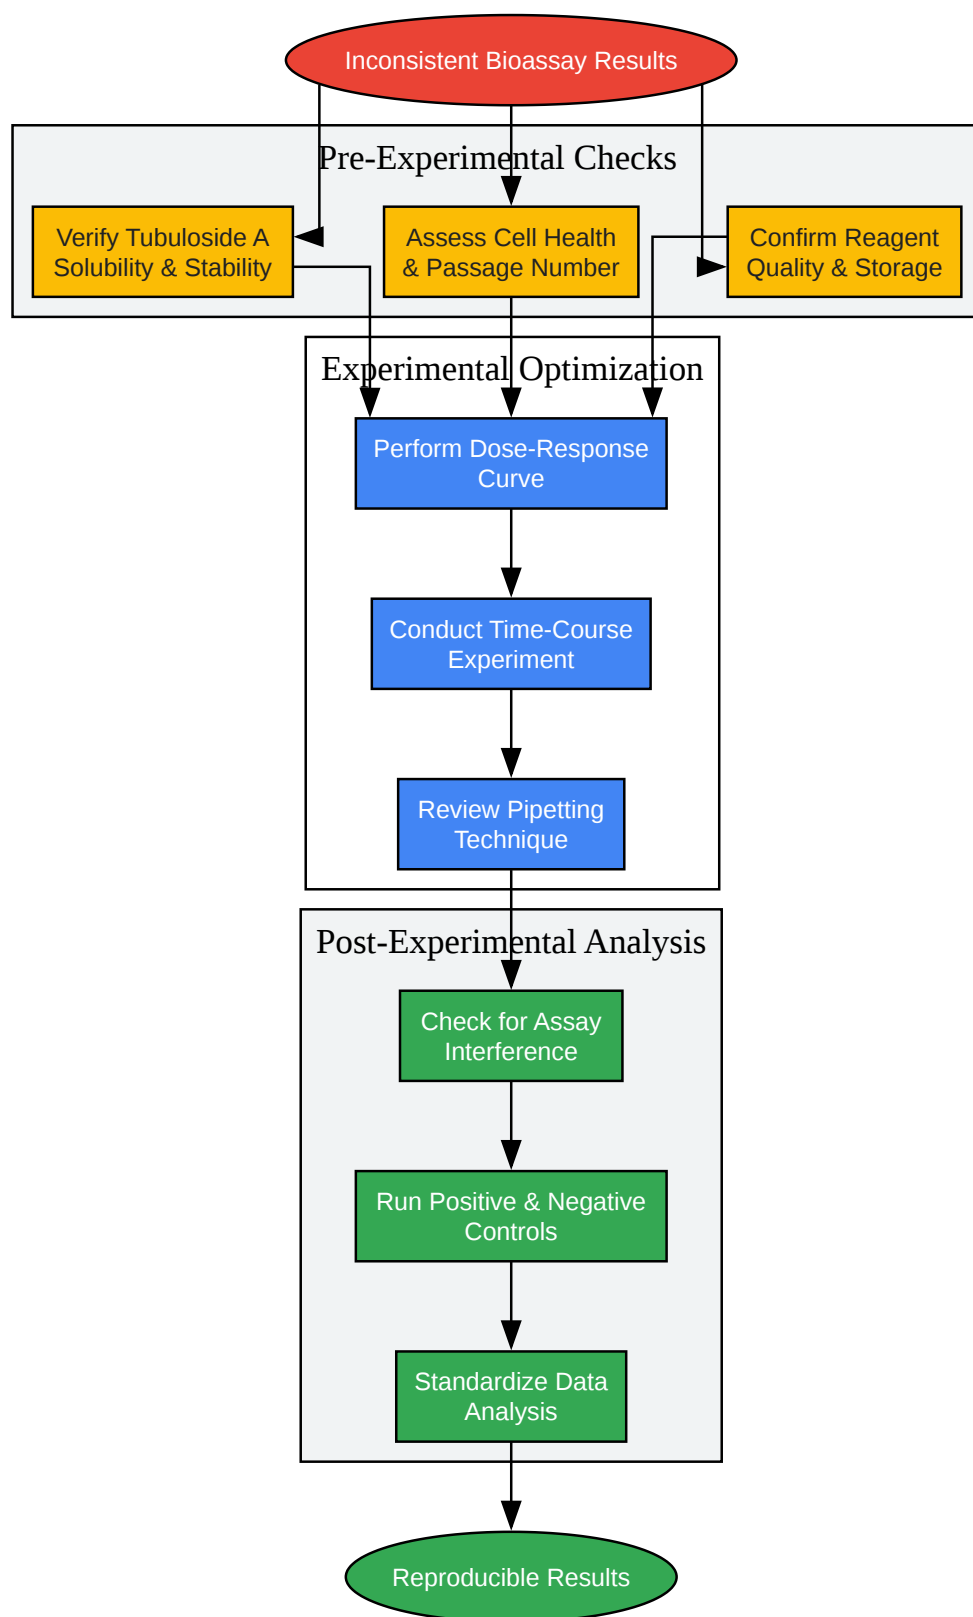 Inconsistent Bioassay Results
Pre-Experimental Checks
Verify Tubuloside A
Solubility & Stability
Assess Cell Health
& Passage Number
Confirm Reagent
Quality & Storage
Experimental Optimization
Perform Dose-Response
Curve
Conduct Time-Course
Experiment
Review Pipetting
Technique
Post-Experimental Analysis
Check for Assay
Interference
Run Positive & Negative
Controls
Standardize Data
Analysis
Reproducible Results